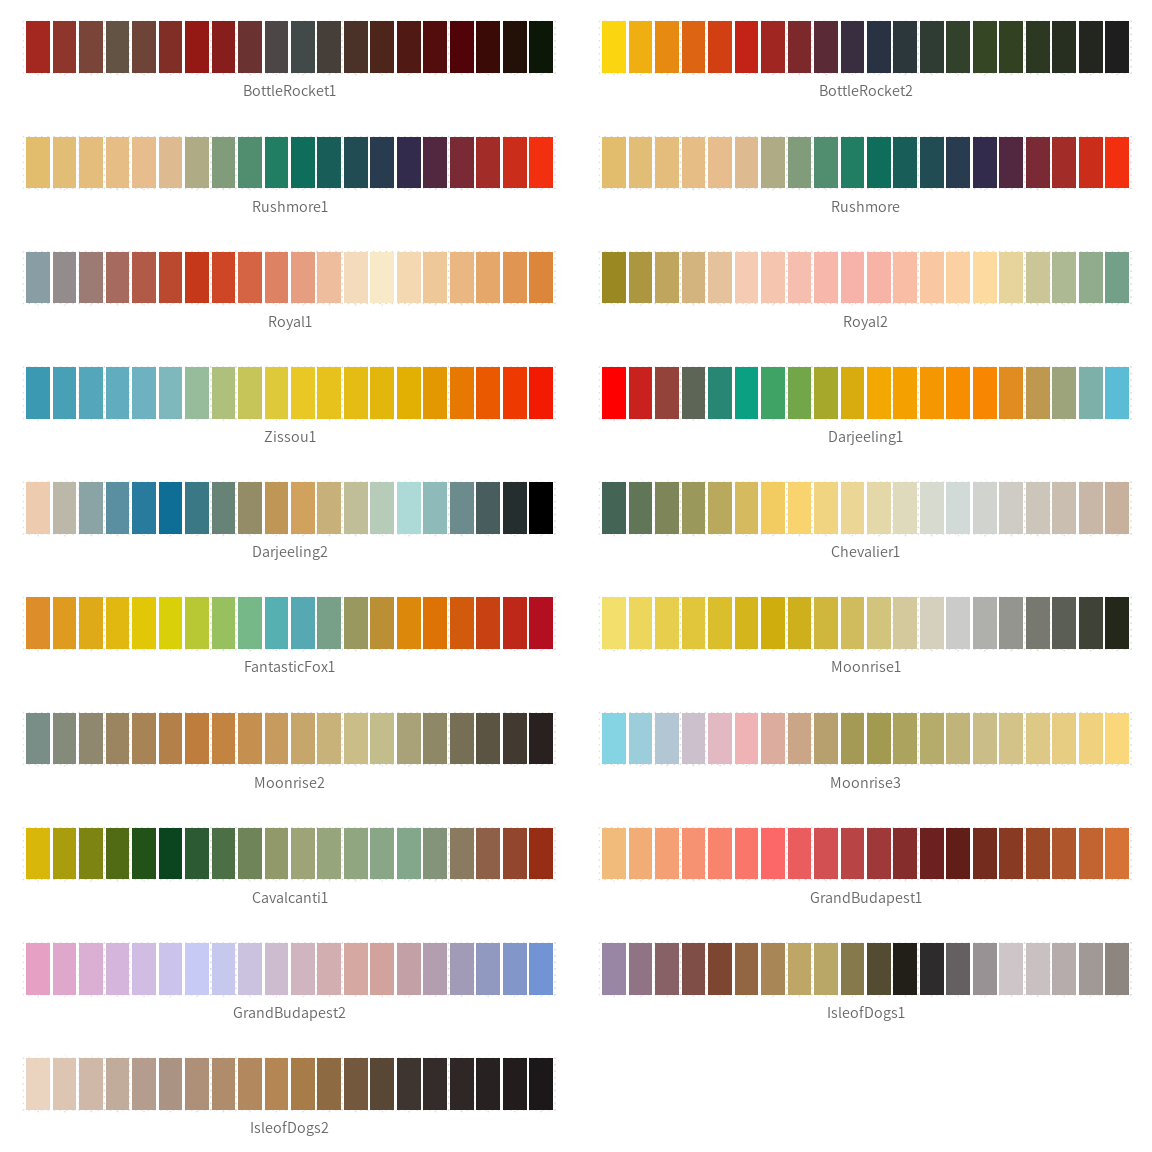 BottleRocket1
BottleRocket2
Rushmore1
Rushmore
Royal1
Royal2
Zissou1
Darjeeling1
Darjeeling2
Chevalier1
FantasticFox1
Moonrise1
Moonrise2
Moonrise3
Cavalcanti1
GrandBudapest1
GrandBudapest2
IsleofDogs1
IsleofDogs2